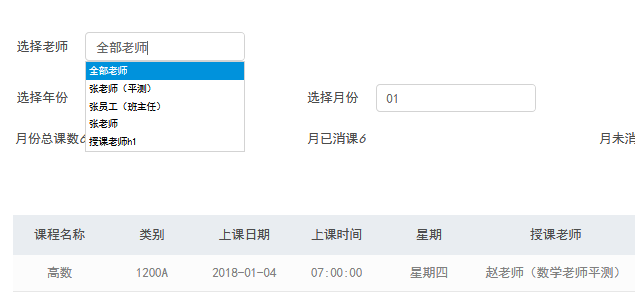 选择老师 全部老师
全部老师
张老师（平测）
选择年份 选择月份 01
张员工（班主任）
张老师
月份总课数6 月已消课6 月未消
授课老师h1
课程名称 类别 上课日期 上课时间 星期 授课老师
高数 1200A 2018-01-04 07:00:00 星期四 赵老师（数学老师平测）